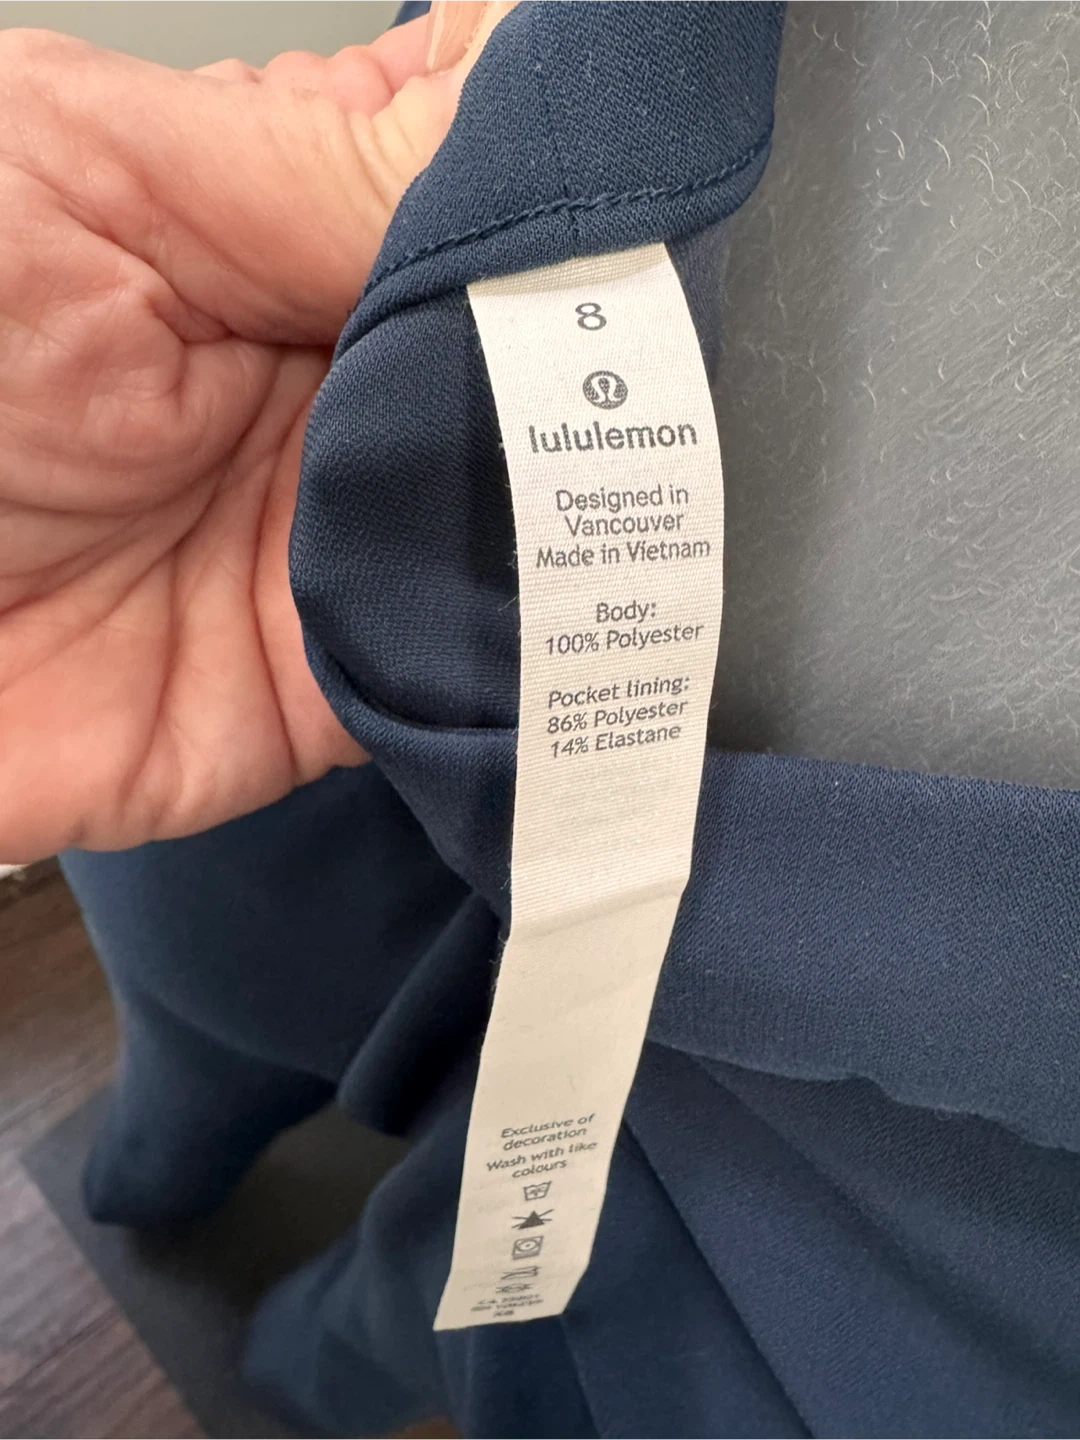 8
lululemon
Designed in
Vancouver
Made in Vietnam
Body:
100% Polyester
Pocket lining:
86% Polyester
14% Elastane
Exclusive of
decoration
Wash with like
colours